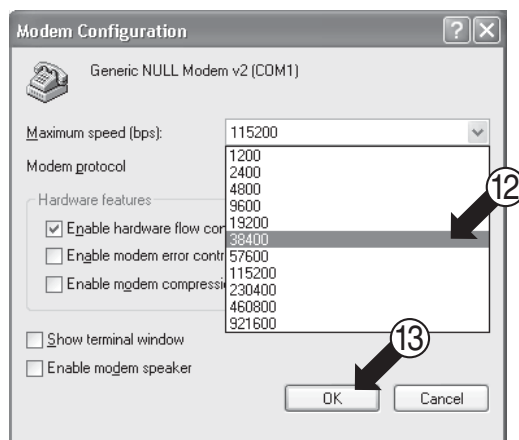 Modem Configuration
Generic NULL Modem v2 (COM1)
Maximum speed (bps):
115200
Modem protocol
1200
2400
4800
9600
19200
38400
57600
115200
230400
460800
921600
Hardware features
Enable hardware flow con
Enable modem error contr
Enable modem compressi
Show terminal window
Enable modem speaker
OK
Cancel
12
13